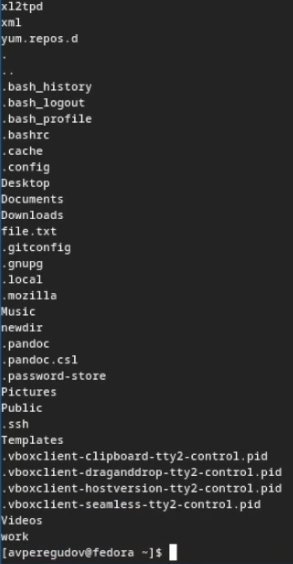 xl2tpd
xml
yum.repos.d
.
..
.bash_history
.bash_logout
.bash_profile
.bashrc
.cache
.config
Desktop
Documents
Downloads
file.txt
.gitconfig
.gnupg
.local
.mozilla
Music
newdir
.pandoc
.pandoc.csl
.password-store
Pictures
Public
.ssh
Templates
.vboxclient-clipboard-tty2-control.pid
.vboxclient-draganddrop-tty2-control.pid
.vboxclient-hostversion-tty2-control.pid
.vboxclient-seamless-tty2-control.pid
Videos
work
[avperegudov@fedora ~]$